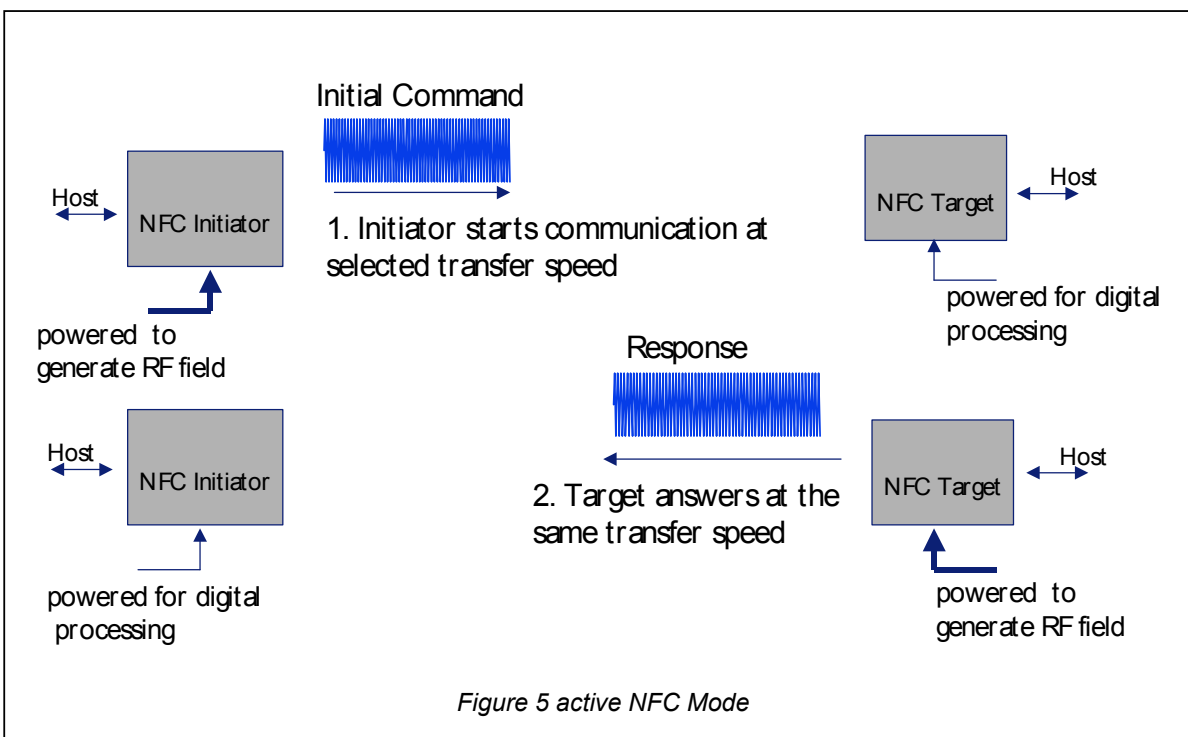 Initial Command
Host
NFC Initiator
1. Initiator starts communication at
selected transfer speed
powered to
generate RF field
NFC Target
Host
powered for digital
processing
Response
Host
NFC Initiator
2. Target answers at the
same transfer speed
powered for digital
processing
NFC Target
Host
powered to
generate RF field
Figure 5 active NFC Mode